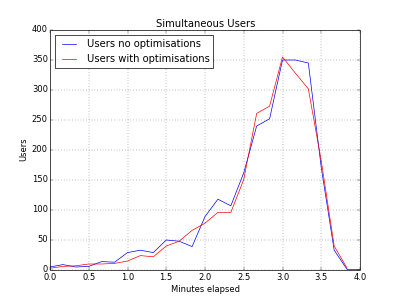 Simultaneous Users
Users no optimisations
Users with optimisations
400
350
300
250
200
150
100
50
0
Users
0.0 0.5 1.0 1.5 2.0 2.5 3.0 3.5 4.0
Minutes elapsed